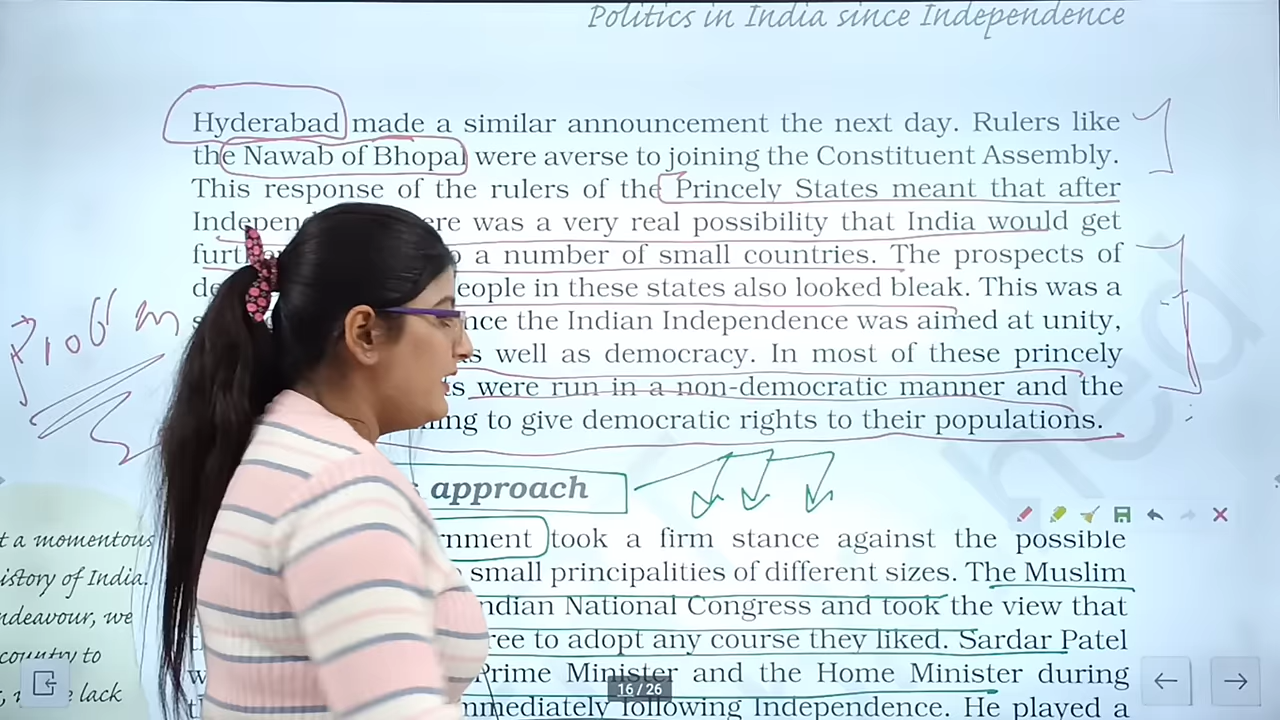 Politics in India since Independence
Hyderabad made a similar announcement the next day. Rulers like
the Nawab of Bhopal were averse to joining the Constituent Assembly.
This response of the rulers of the Princely States meant that after
Indepen ere was a very real possibility that India would get
furt a number of small countries. The prospects of
de eople in these states also looked bleak. This was a
s nce the Indian Independence was aimed at unity,
s well as democracy. In most of these princely
es were run in a non-democratic manner and the
ing to give democratic rights to their populations.
Problem
approach
rnment took a firm stance against the possible
small principalities of different sizes. The Muslim
ndian National Congress and took the view that
ree to adopt any course they liked. Sardar Patel
Prime Minister and the Home Minister during
mmediately following Independence. He played a
t a momentous
istory of India.
ndeavour, we
country to
lack
16 / 26